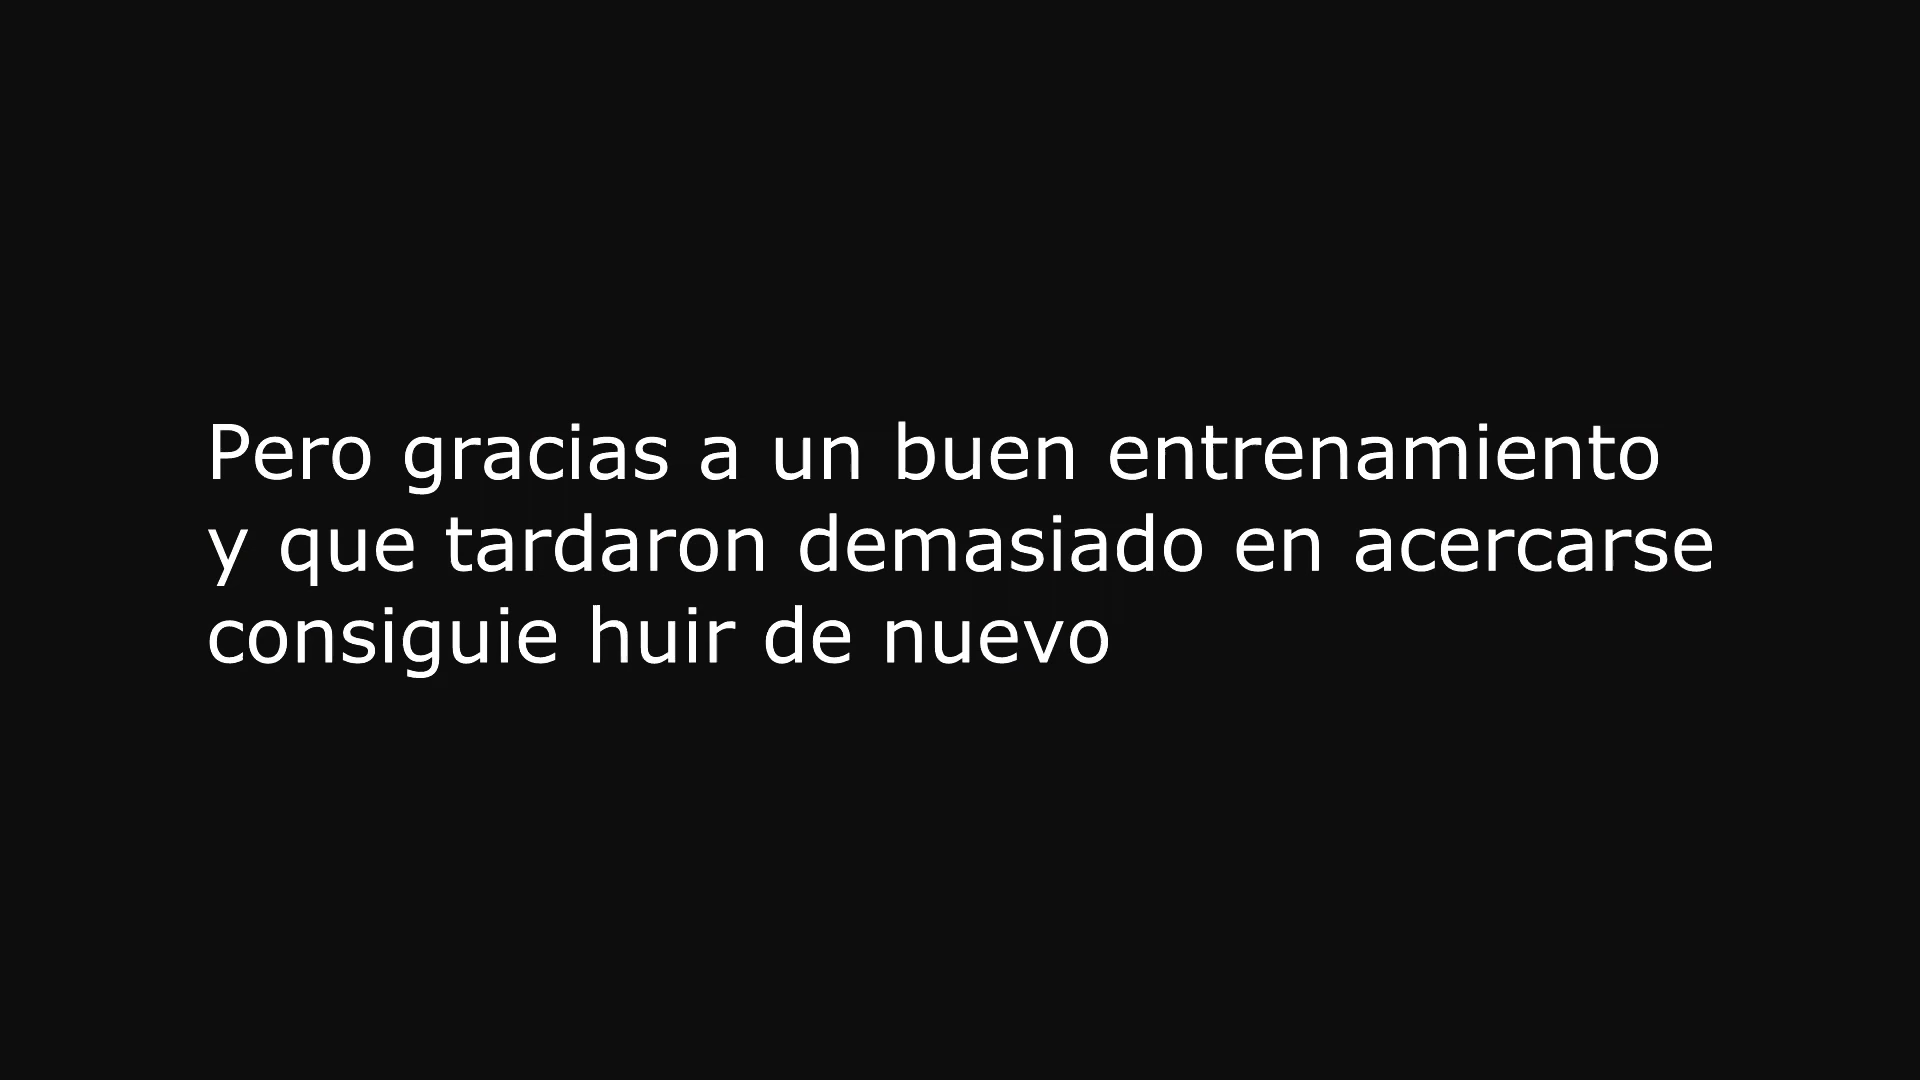 Pero gracias a un buen entrenamiento
y que tardaron demasiado en acercarse
consiguie huir de nuevo